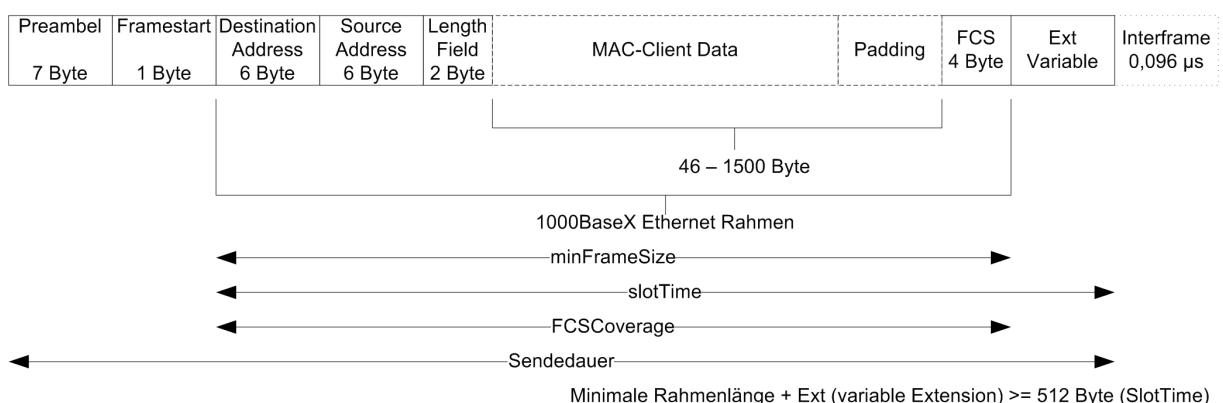 Preambel
7 Byte
Framestart
1 Byte
Destination
Address
6 Byte
Source
Address
6 Byte
Length
Field
2 Byte
MAC-Client Data
Padding
FCS
4 Byte
Ext
Variable
Interframe
0,096 µs
46 – 1500 Byte
1000BaseX Ethernet Rahmen
minFrameSize
slotTime
FCSCoverage
Sendedauer
Minimale Rahmenlänge + Ext (variable Extension) >= 512 Byte (SlotTime)